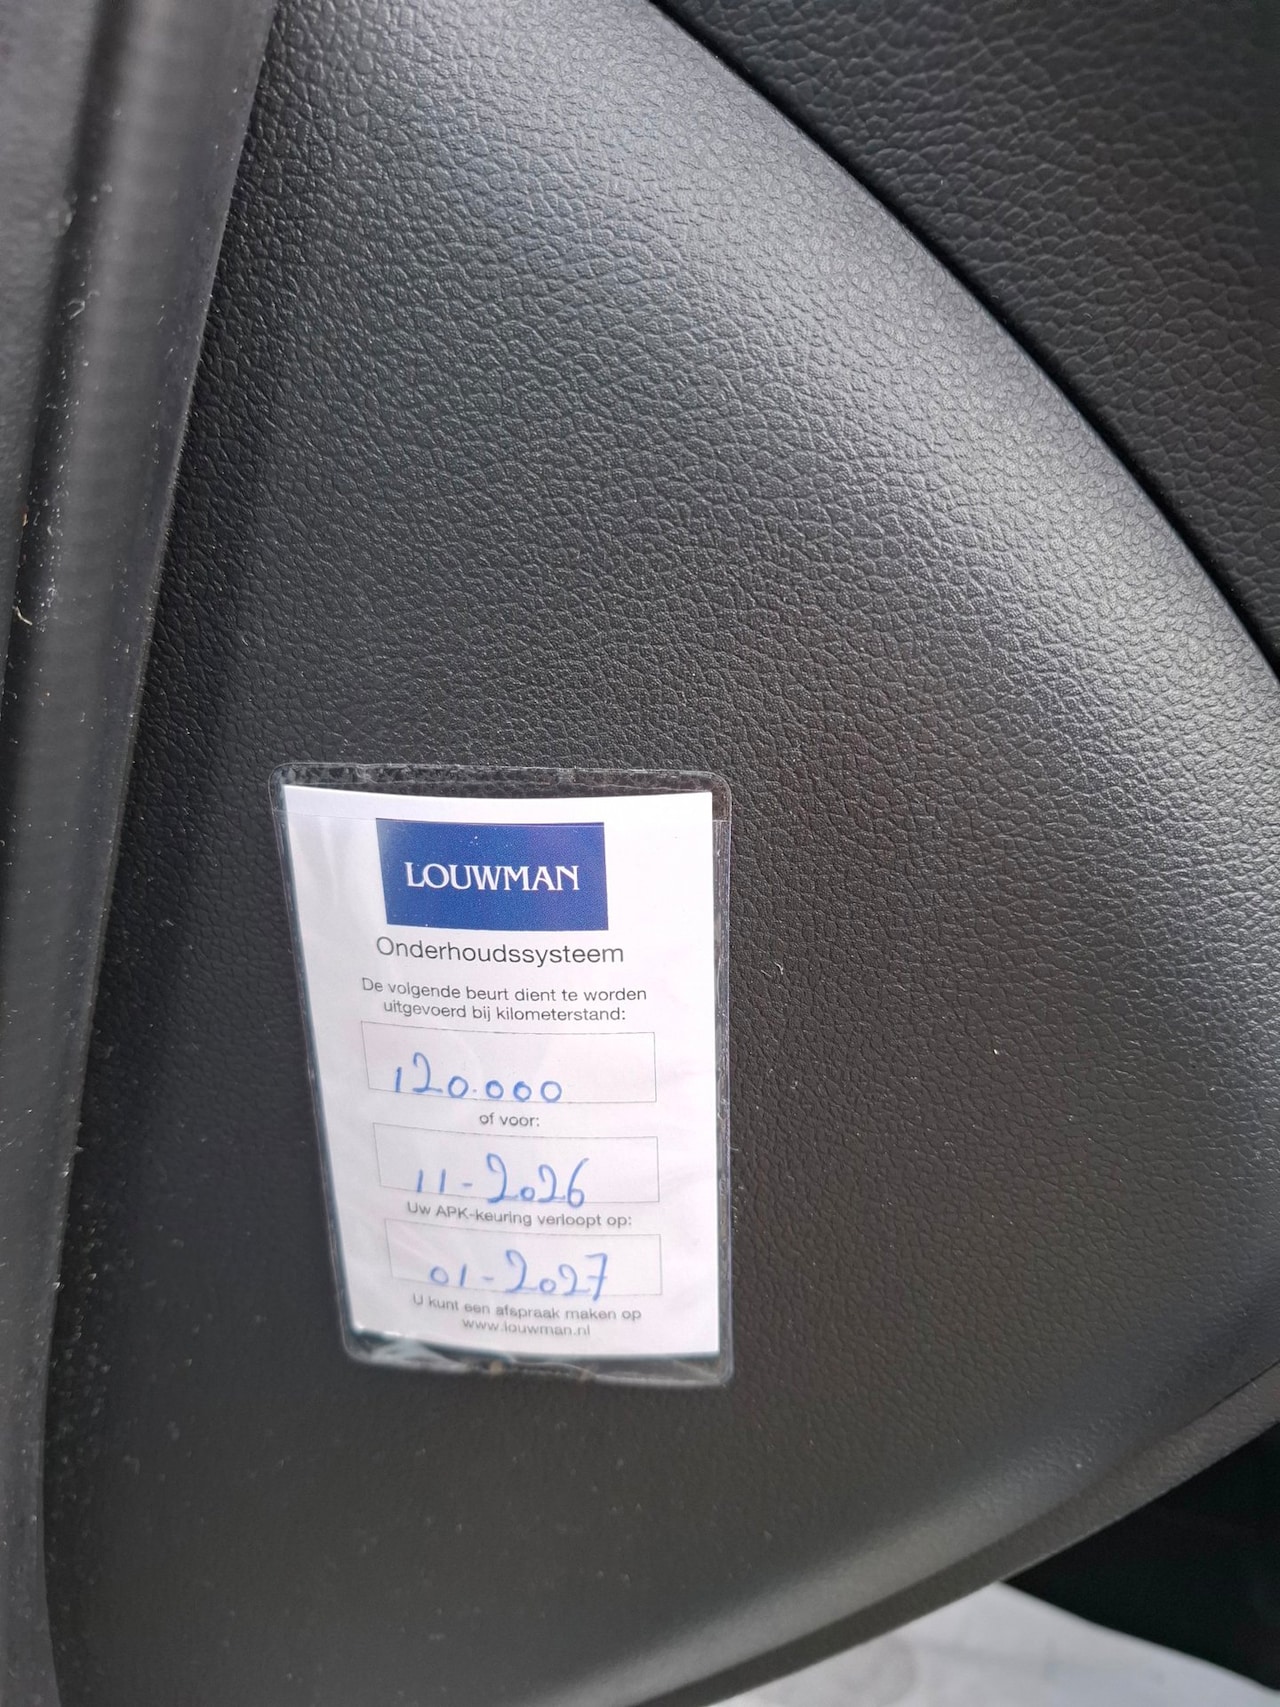 LOUWMAN
Onderhoudssysteem
De volgende beurt dient te worden
uitgevoerd bij kilometerstand:
120.000
of voor:
11-2026
Uw APK-keuring verloopt op:
01-2027
U kunt een afspraak maken op
www.louwman.nl